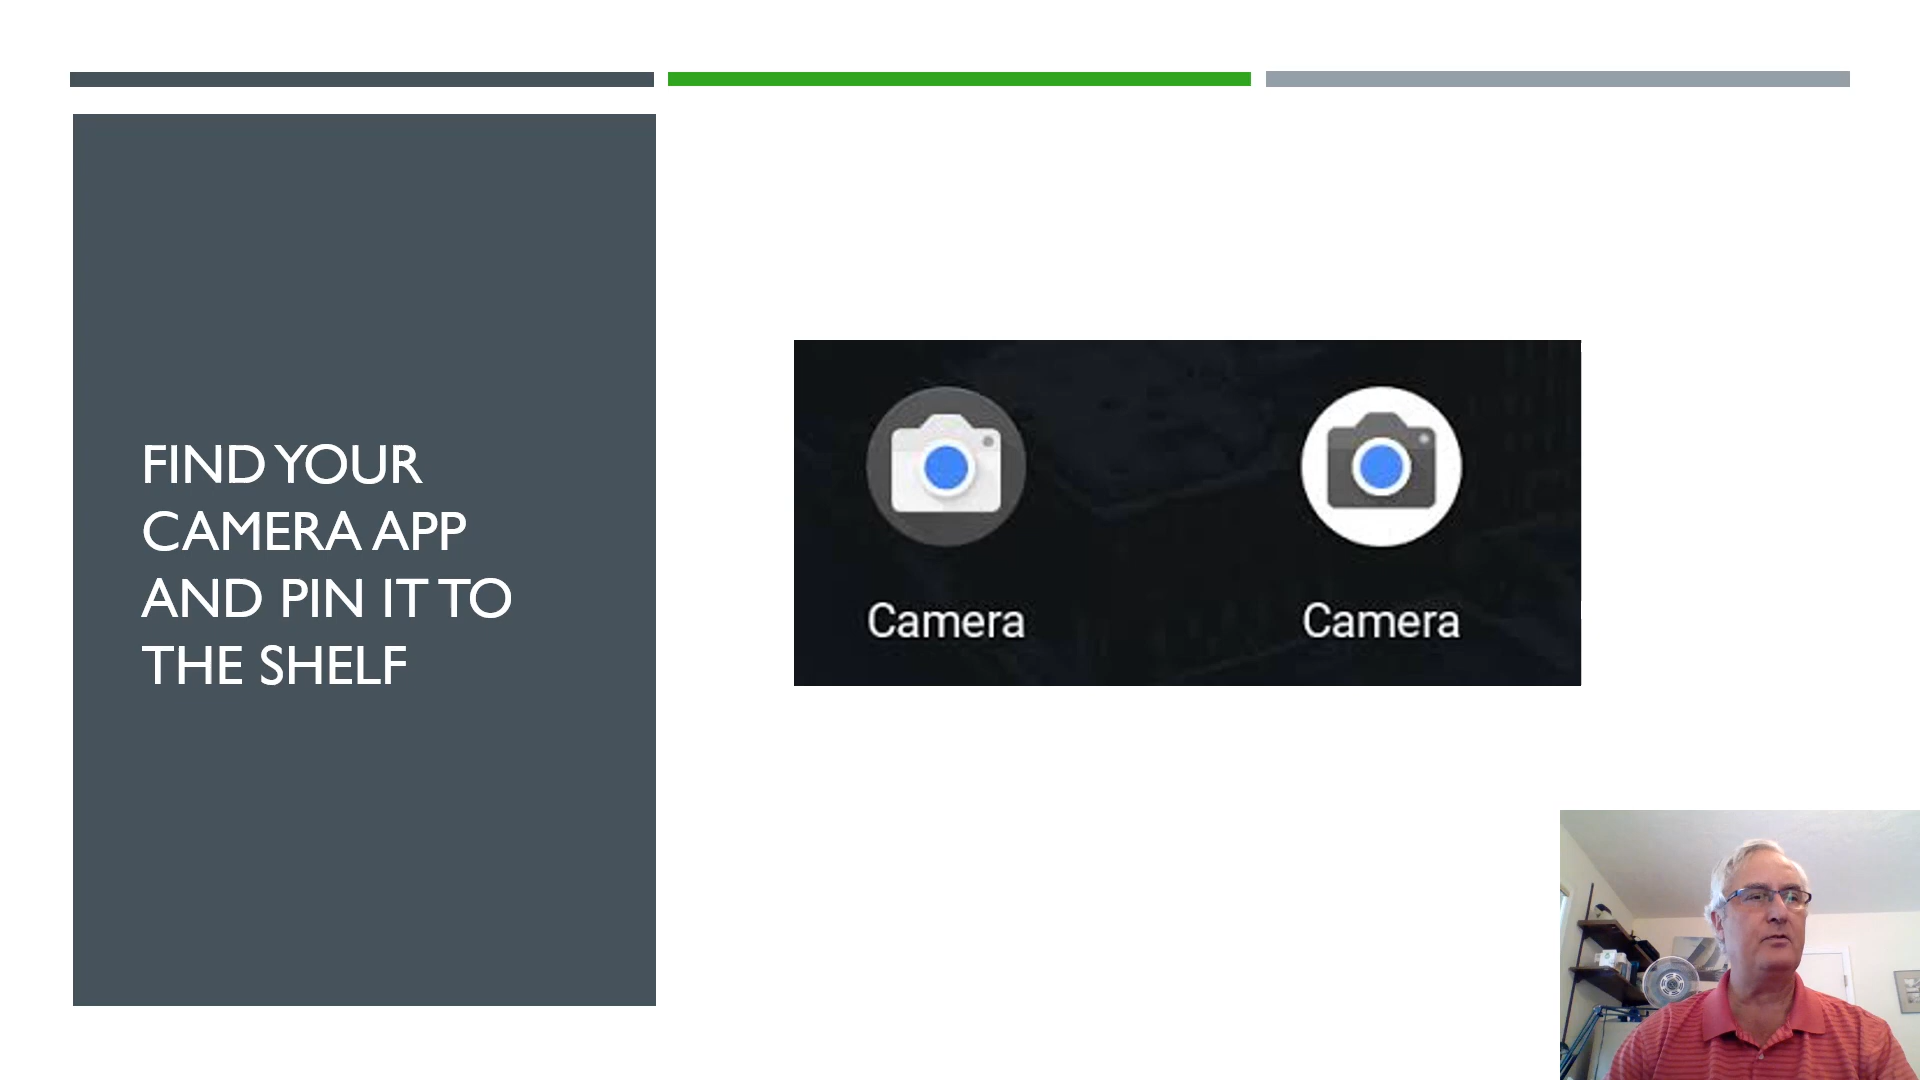 FIND YOUR
CAMERA APP
AND PIN IT TO
THE SHELF
Camera
Camera